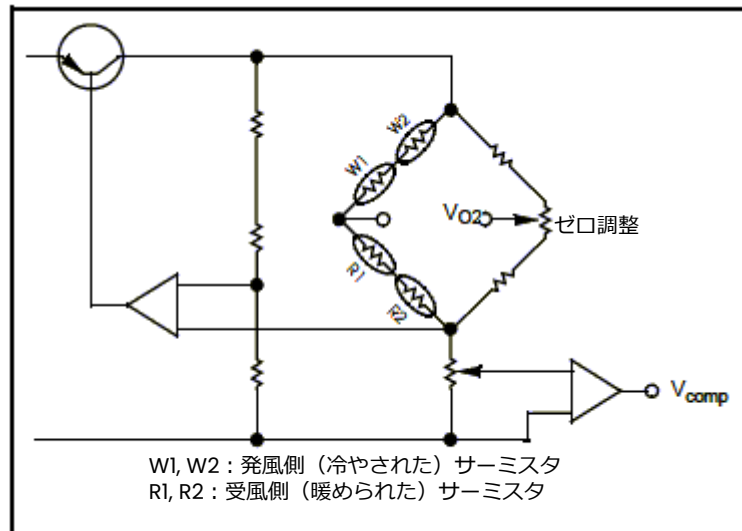 W2
W1
VO2
ゼロ調整
R1
R2
Vcomp
W1, W2：発風側（冷やされた）サーミスタ
R1, R2：受風側（暖められた）サーミスタ